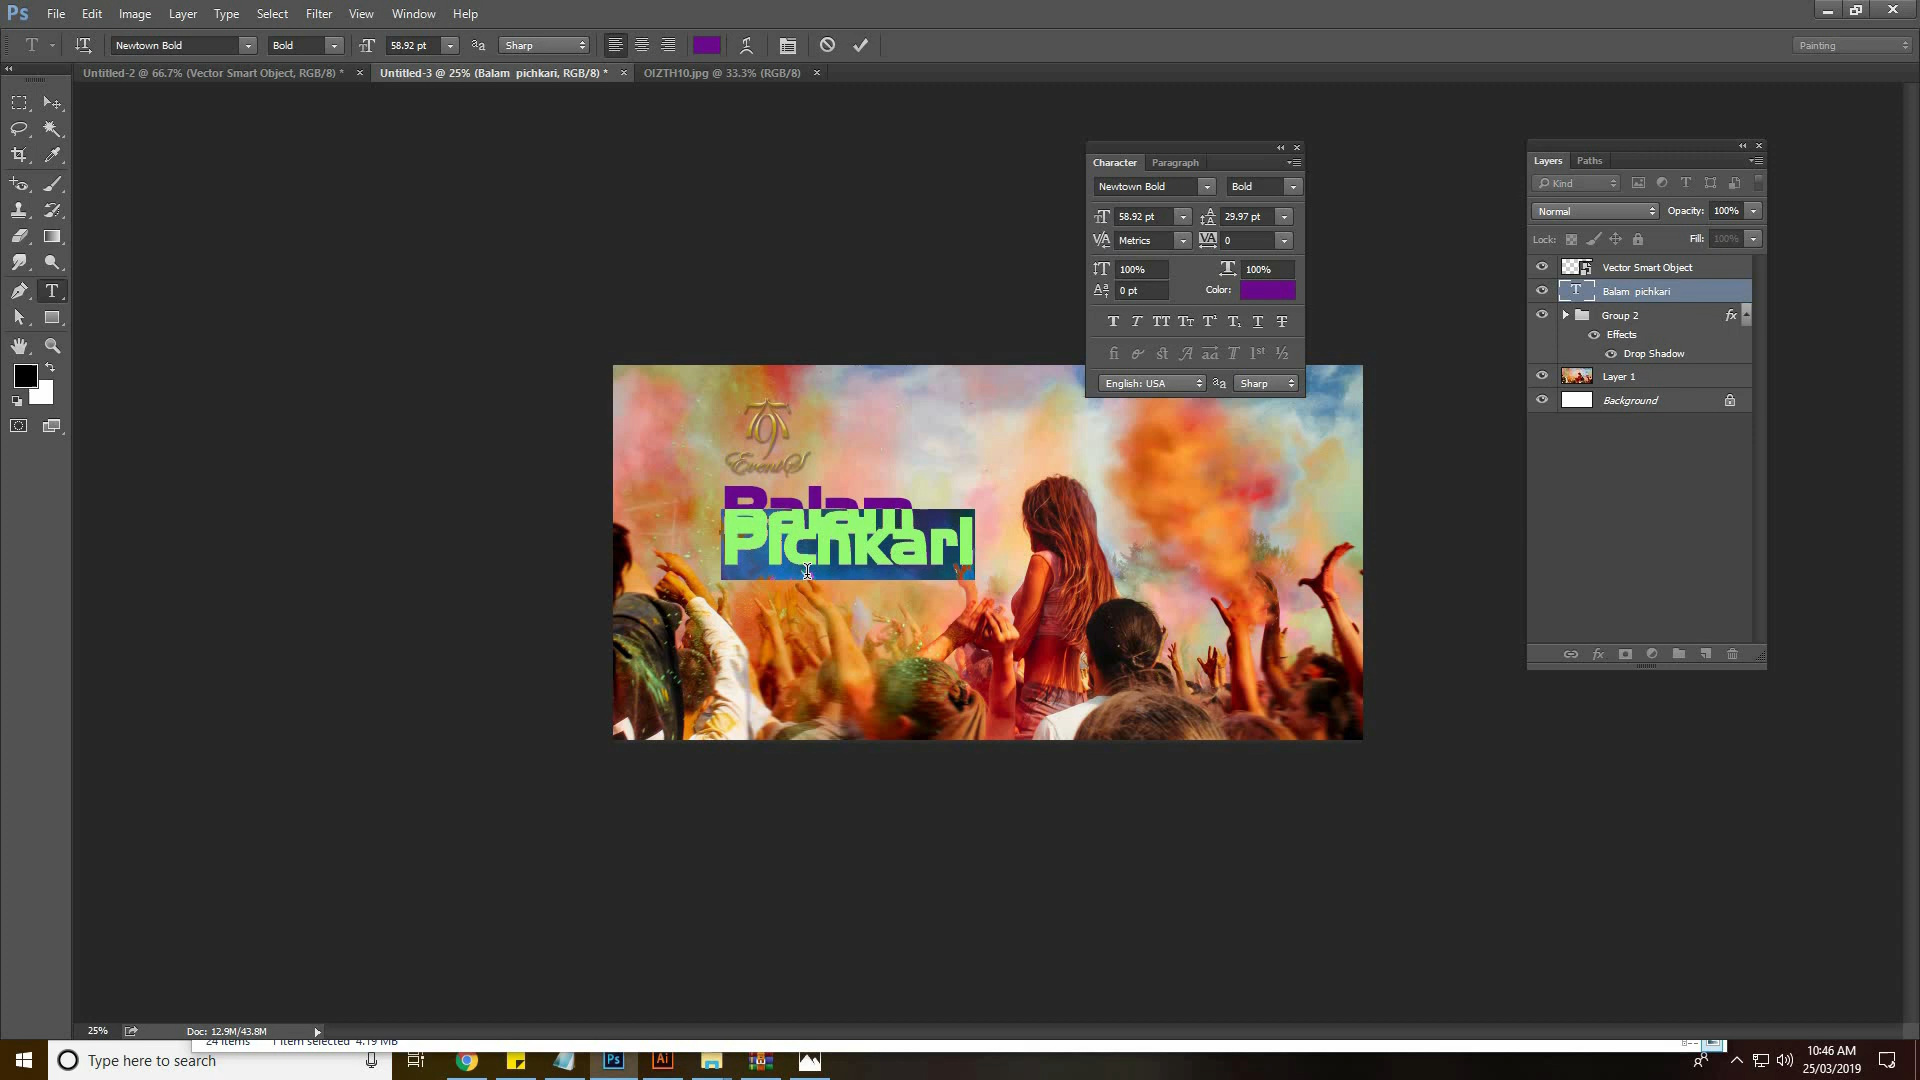 Ps File Edit Image Layer Type Select Filter View Window Help
T Newtown Bold Bold 58.92 pt Sharp Painting
Untitled-2 @ 66.7% (Vector Smart Object, RGB/8) * × Untitled-3 @ 25% (Balam pichkari, RGB/8) * × OIZTH10.jpg @ 33.3% (RGB/8) ×
Character Paragraph
Newtown Bold Bold
58.92 pt 29.97 pt
Metrics 0
100% 100%
0 pt Color:
English: USA Sharp
Layers Paths
Kind
Normal Opacity: 100%
Lock: Fill: 100%
Vector Smart Object
Balam pichkari
Group 2 fx
Effects
Drop Shadow
Layer 1
Background
EventS
Balam
Pichkari
25% Doc: 12.9M/43.8M
24 items 1 item selected 4.19 MB
Type here to search
Ps Ai
10:46 AM
25/03/2019